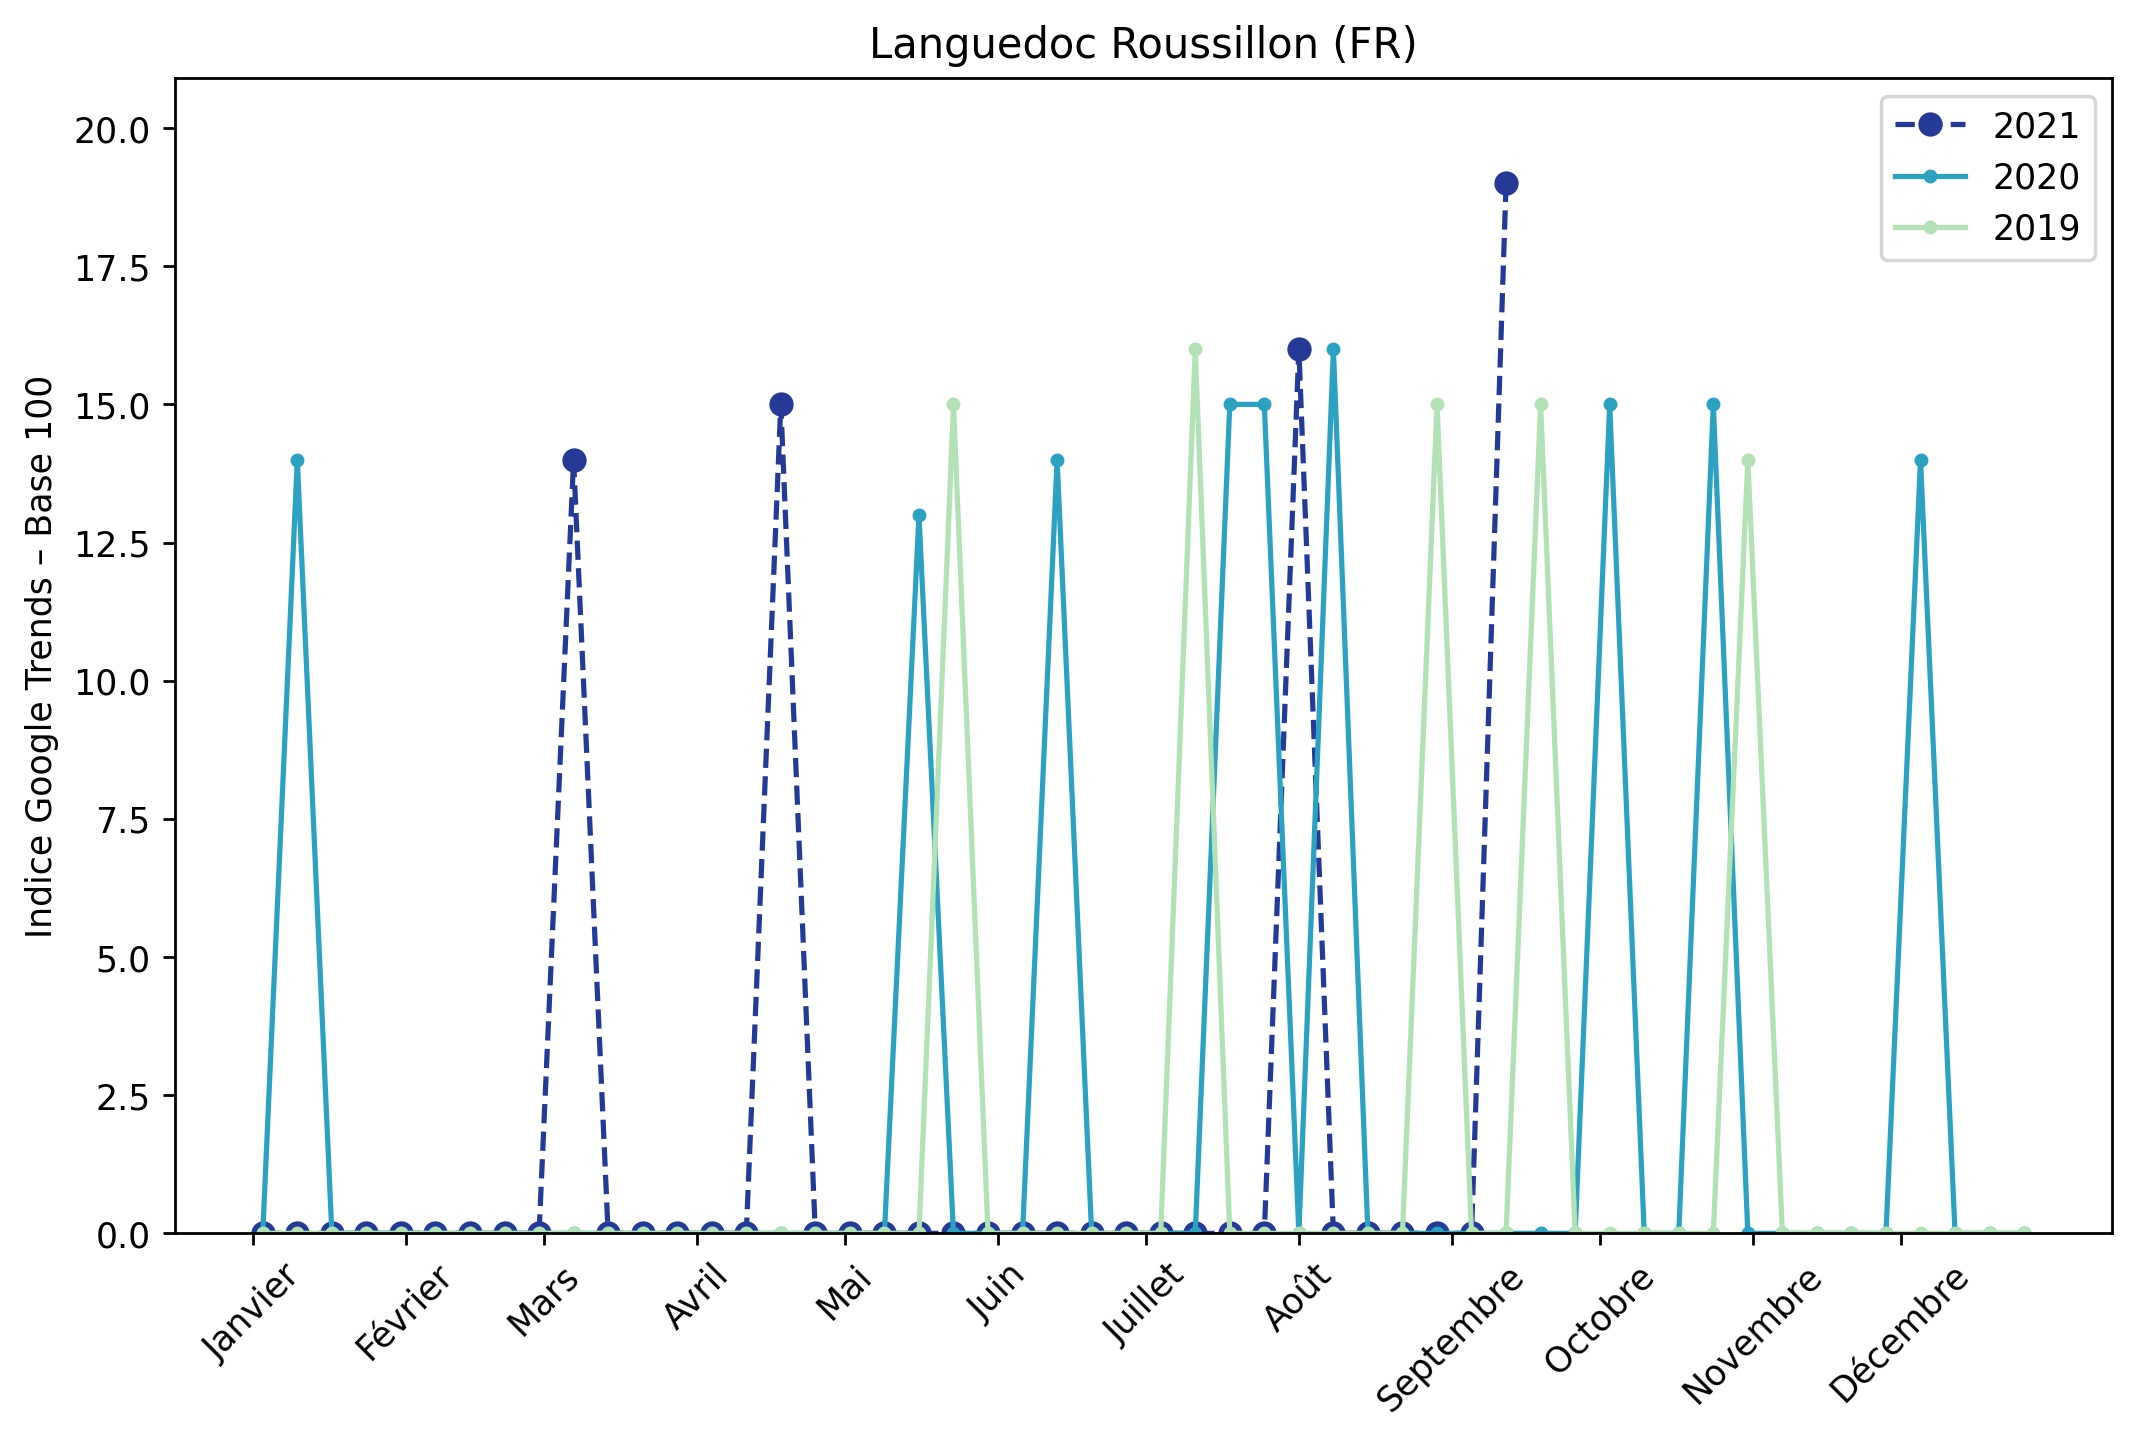 Languedoc Roussillon (FR)
2021
2020
2019
Indice Google Trends – Base 100
20.0
17.5
15.0
12.5
10.0
7.5
5.0
2.5
0.0
Janvier
Février
Mars
Avril
Mai
Juin
Juillet
Août
Septembre
Octobre
Novembre
Décembre